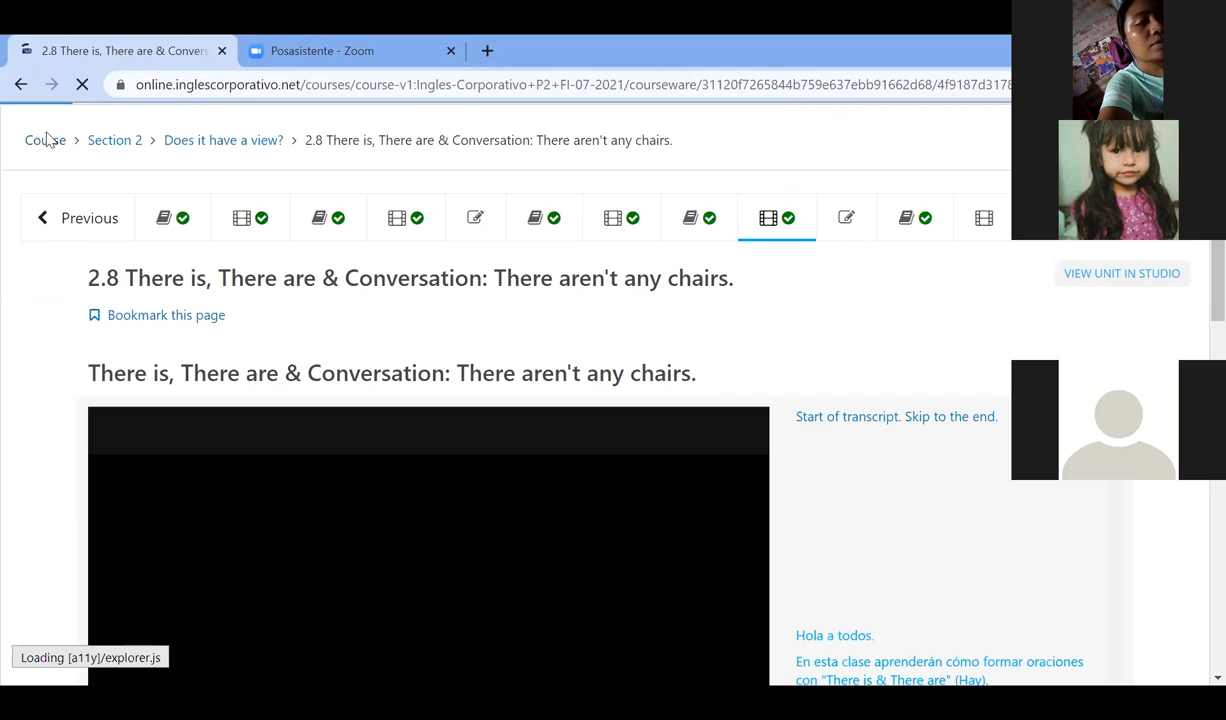 2.8 There is, There are & Convers
Posasistente - Zoom
online.inglescorporativo.net/courses/course-v1:Ingles-Corporativo+P2+FI-07-2021/courseware/31120f7265844b759e637ebb91662d68/4f9187d3178
Course > Section 2 > Does it have a view? > 2.8 There is, There are & Conversation: There aren't any chairs.
Previous
VIEW UNIT IN STUDIO
2.8 There is, There are & Conversation: There aren't any chairs.
Bookmark this page
There is, There are & Conversation: There aren't any chairs.
Start of transcript. Skip to the end.
Hola a todos.
En esta clase aprenderán cómo formar oraciones
con "There is & There are" (Hay).
Loading [a11y]/explorer.js